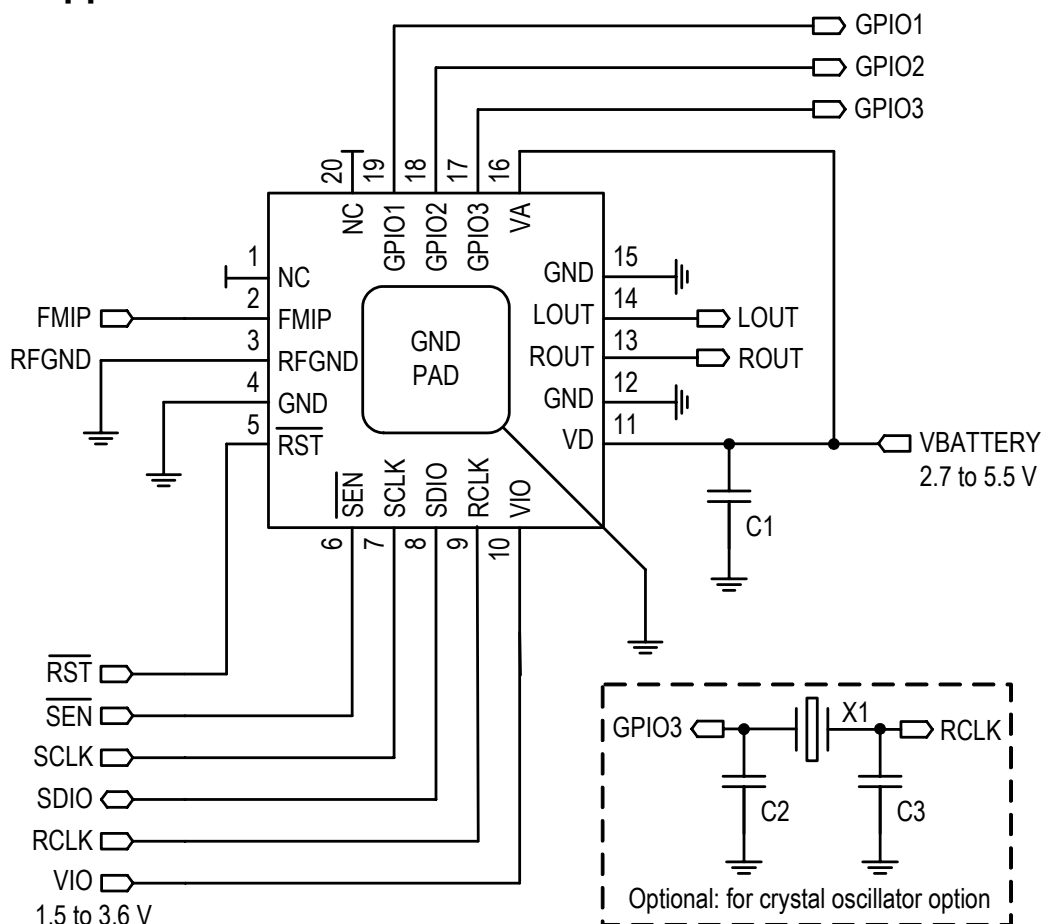 GPIO1
GPIO2
GPIO3
20
19
18
17
16
NC
GPIO1
GPIO2
GPIO3
VA
1
NC
2
FMIP
FMIP
3
RFGND
RFGND
4
GND
5
RST
GND
PAD
15
GND
14
LOUT
LOUT
13
ROUT
ROUT
12
GND
11
VD
VBATTERY
2.7 to 5.5 V
C1
SEN
SCLK
SDIO
RCLK
VIO
6
7
8
9
10
RST
SEN
SCLK
SDIO
RCLK
VIO
1.5 to 3.6 V
GPIO3
X1
RCLK
C2
C3
Optional: for crystal oscillator option